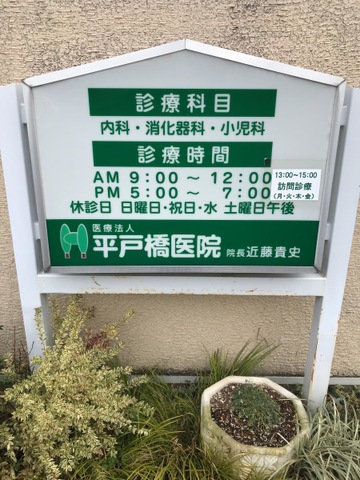 診療科目
内科・消化器科・小児科
診療時間
AM 9:00〜12:00
PM 5:00〜 7:00
13:00~15:00
訪問診療
(月・火・木・金)
休診日 日曜日・祝日・水 土曜日午後
医療法人
平戸橋医院 院長 近藤貴史